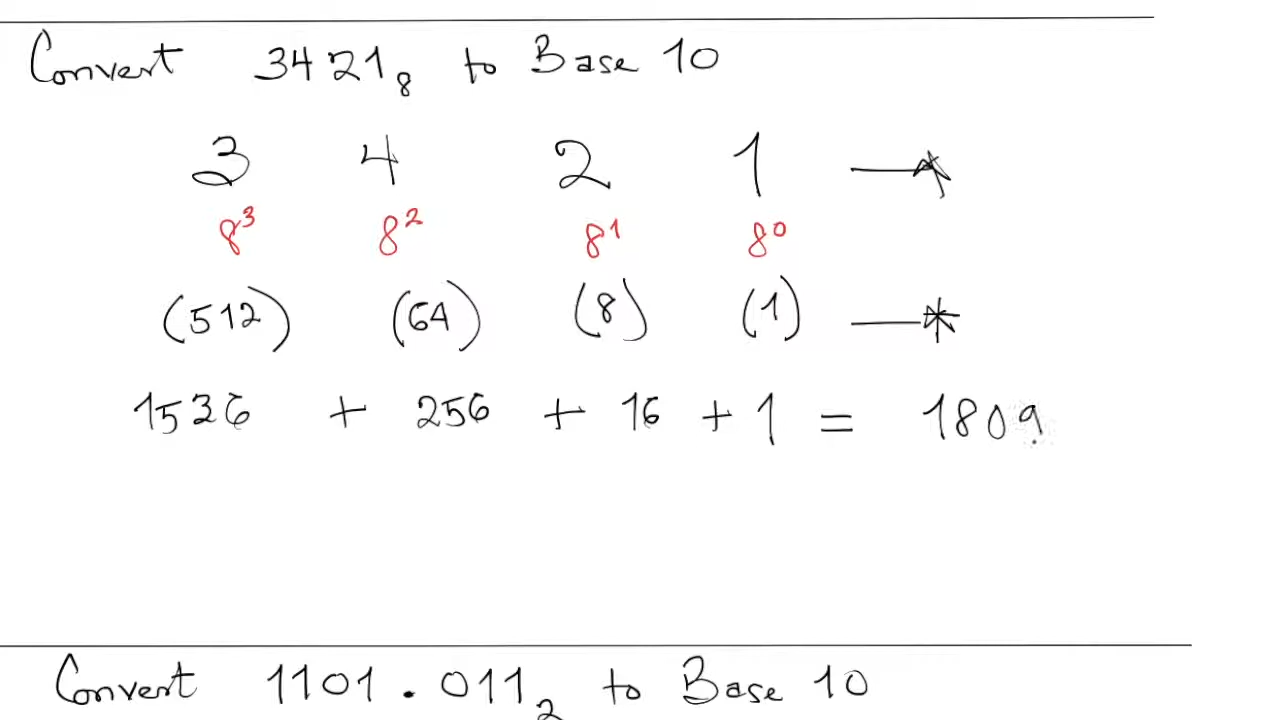 Convert 3421₈ to Base 10
3 4 2 1
8³ 8² 8¹ 8⁰
(512) (64) (8) (1)
1536 + 256 + 16 + 1 = 1809
Convert 1101.011₂ to Base 10